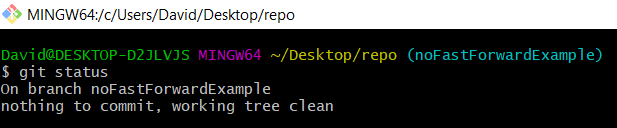 MINGW64:/c/Users/David/Desktop/repo
David@DESKTOP-D2JLVJS MINGW64 ~/Desktop/repo (noFastForwardExample)
$ git status
On branch noFastForwardExample
nothing to commit, working tree clean